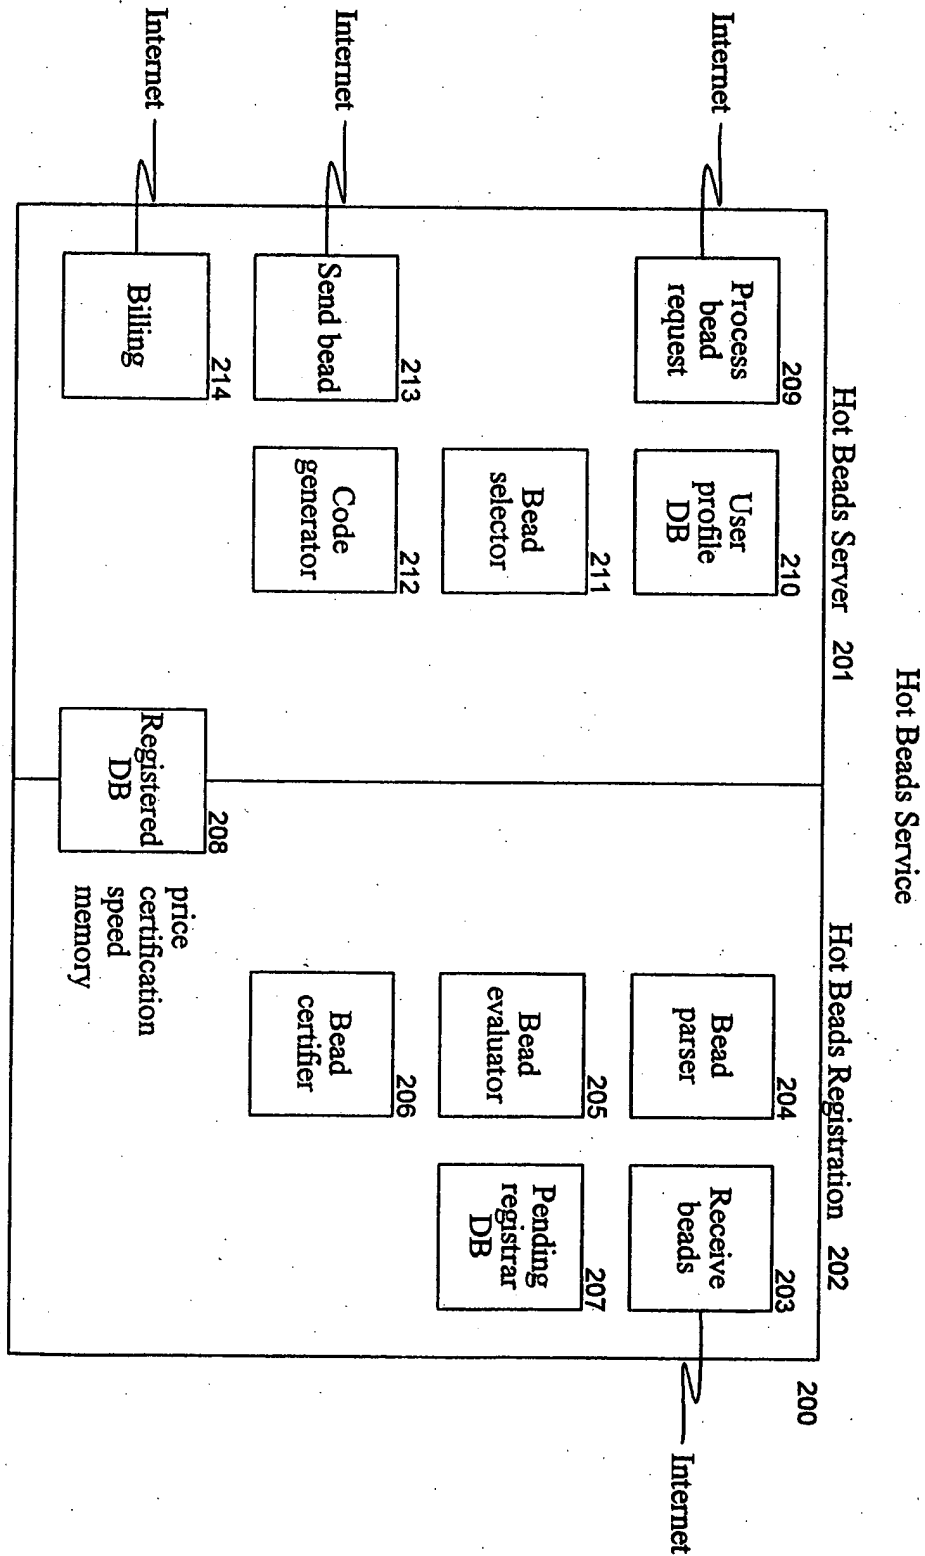 Hot Beads Service
200
Hot Beads Server 201
Hot Beads Registration 202
Internet
209
Process
bead
request
210
User
profile
DB
204
Bead
parser
203
Receive
beads
Internet
211
Bead
selector
205
Bead
evaluator
207
Pending
registrar
DB
Internet
213
Send bead
212
Code
generator
206
Bead
certifier
Internet
214
Billing
208
Registered
DB
price
certification
speed
memory